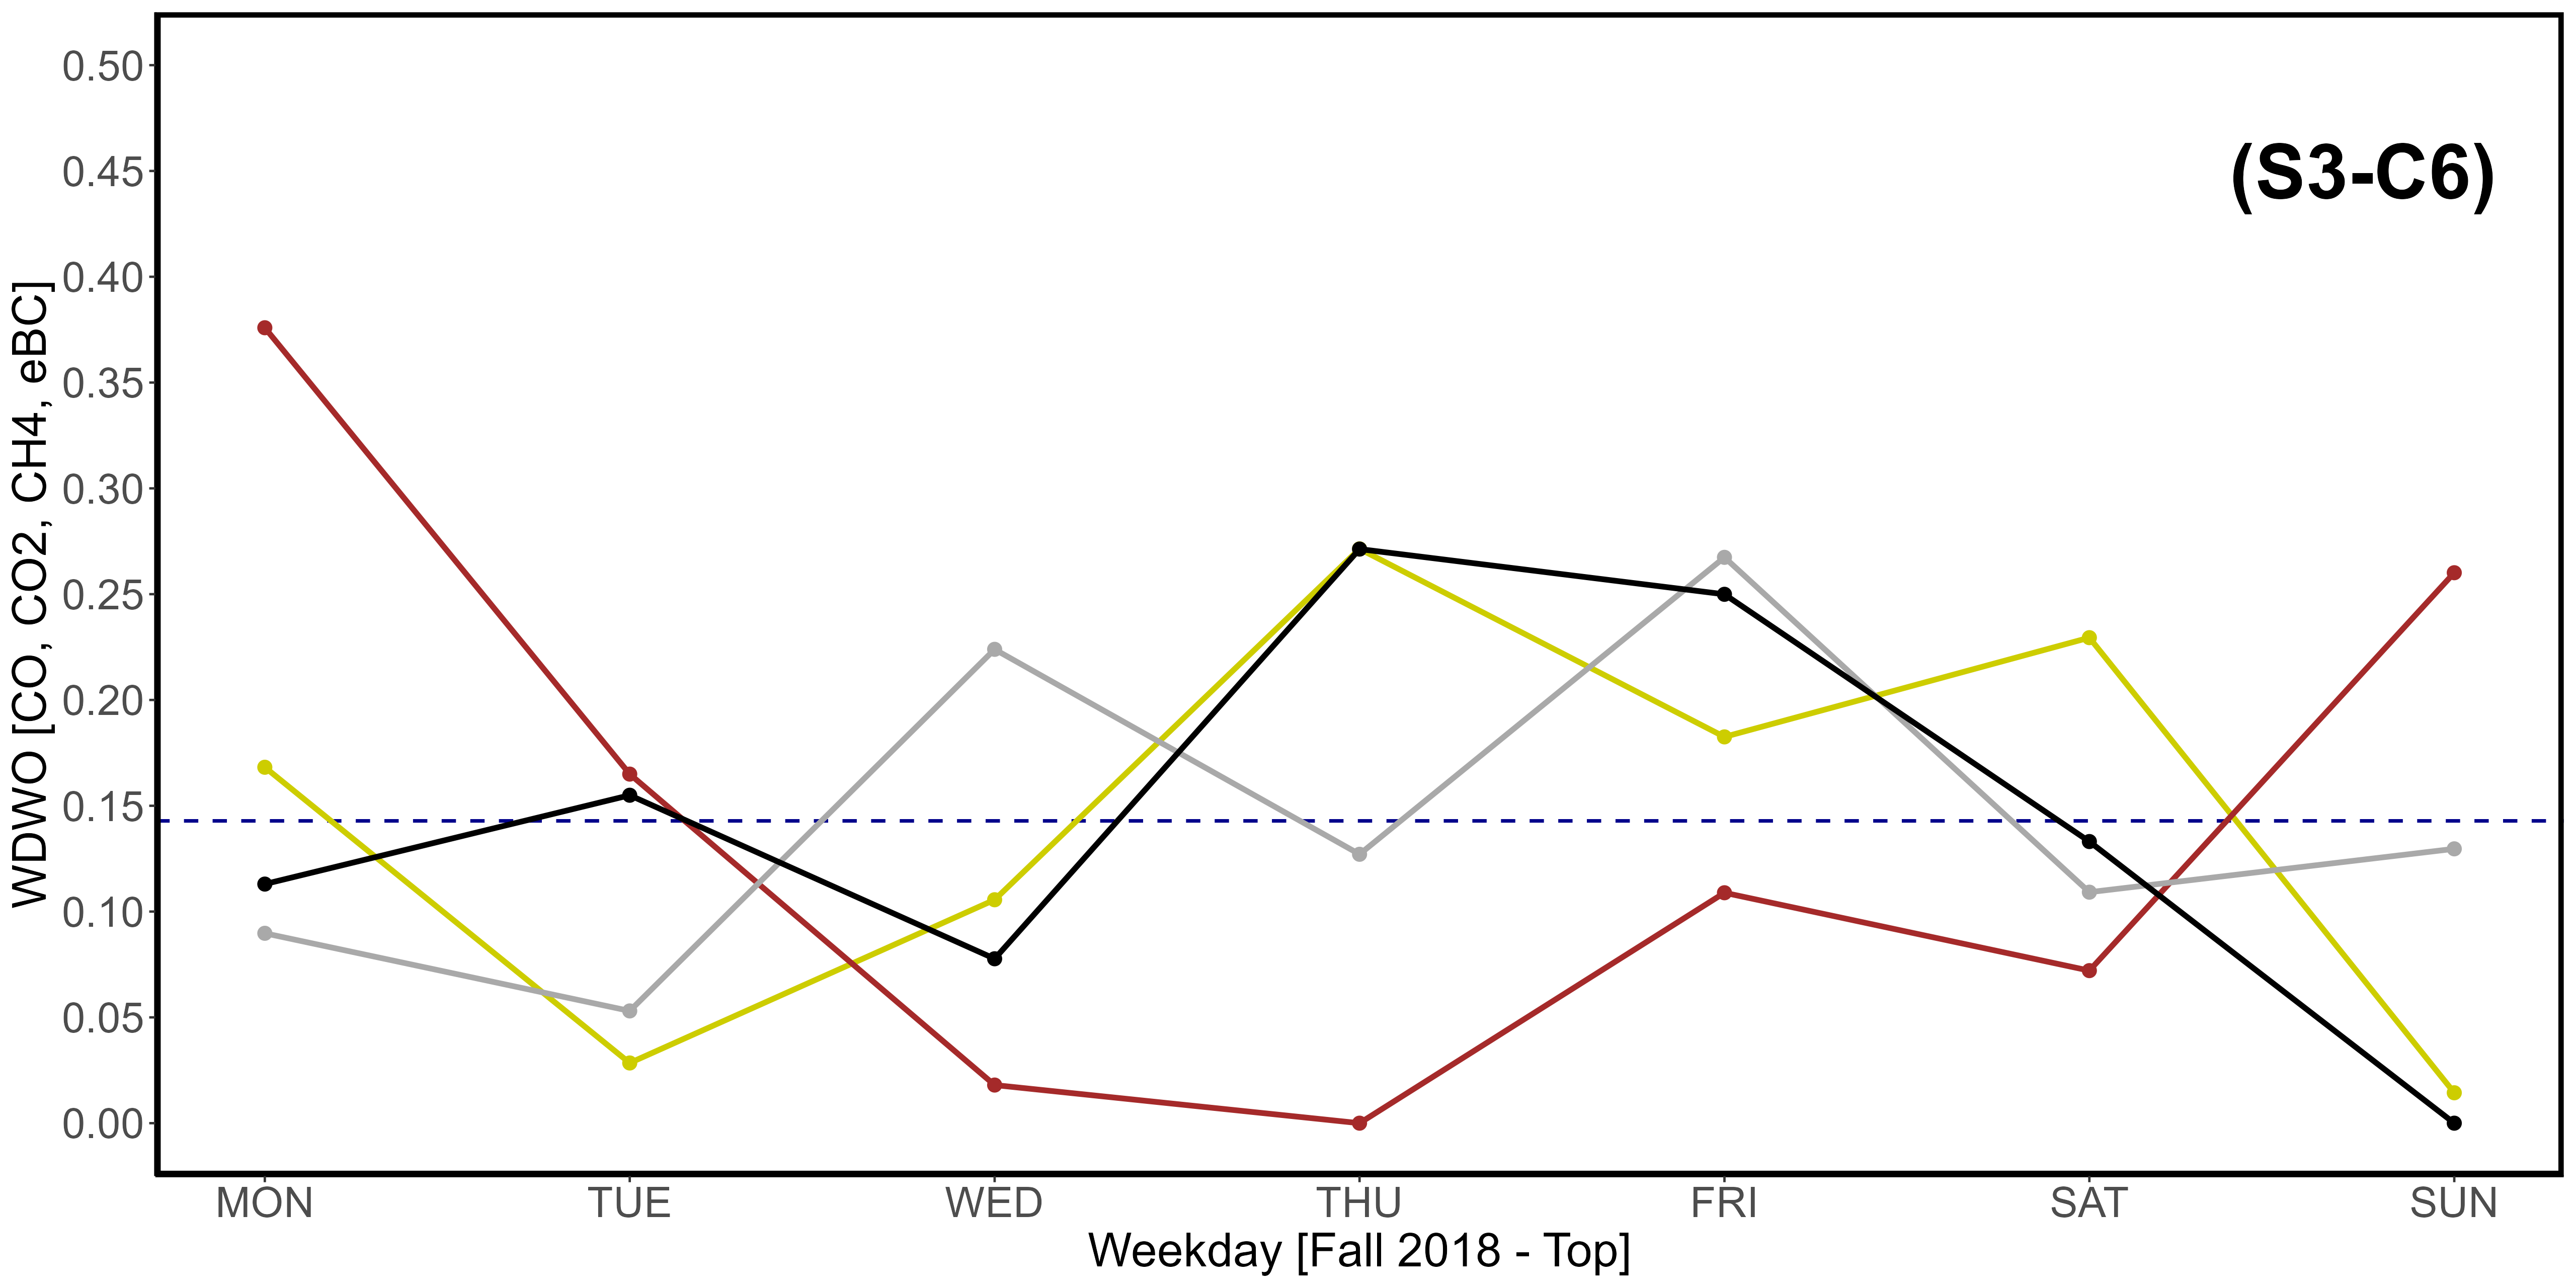 (S3-C6)
WDWO [CO, CO2, CH4, eBC]
0.50
0.45
0.40
0.35
0.30
0.25
0.20
0.15
0.10
0.05
0.00
MON TUE WED THU FRI SAT SUN
Weekday [Fall 2018 - Top]